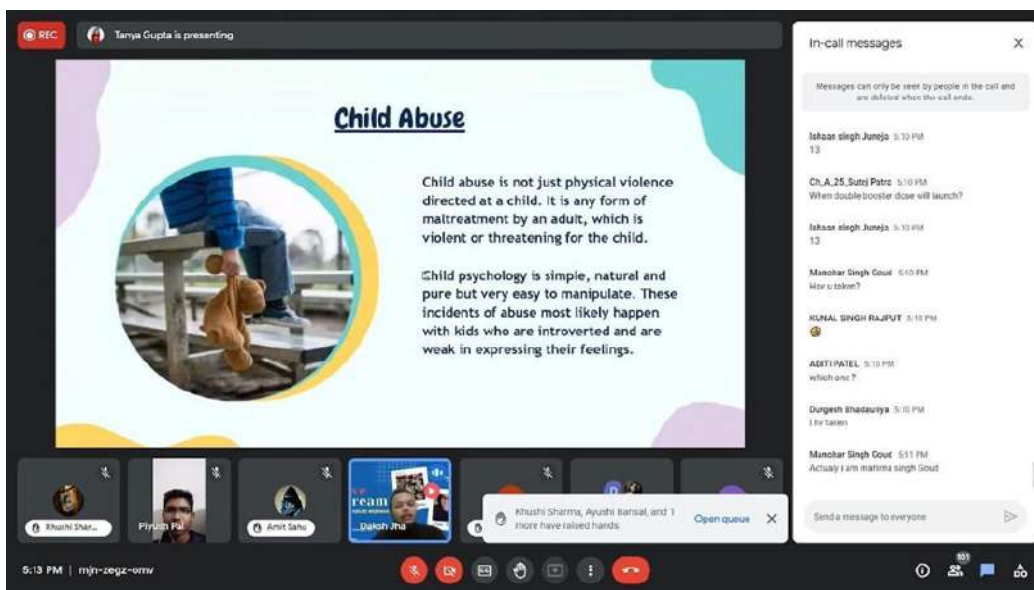 REC
Tanya Gupta is presenting
Child Abuse
Child abuse is not just physical violence
directed at a child. It is any form of
maltreatment by an adult, which is
violent or threatening for the child.
Child psychology is simple, natural and
pure but very easy to manipulate. These
incidents of abuse most likely happen
with kids who are introverted and are
weak in expressing their feelings.
Khushi Shar...
Piyush Pal
Amit Sahu
ream
Daksh Jha
Khushi Sharma, Ayushi Bansal, and 1
more have raised hands
Open queue
5:13 PM | mjn-zegz-omv
101
In-call messages
Messages can only be seen by people in the call and
are deleted when the call ends.
Ishaan singh Juneja 5:10 PM
13
Ch_A_25_Sutej Patra 5:10 PM
When double booster dose will launch?
Ishaan singh Juneja 5:10 PM
13
Manohar Singh Goud 5:10 PM
u taken?
KUNAL SINGH RAJPUT 5:10 PM
ADITI PATEL 5:10 PM
which one ?
Durgesh Bhadauriya 5:10 PM
taken
Manohar Singh Goud 5:11 PM
Actualy i am mahima singh Goud
Send a message to everyone